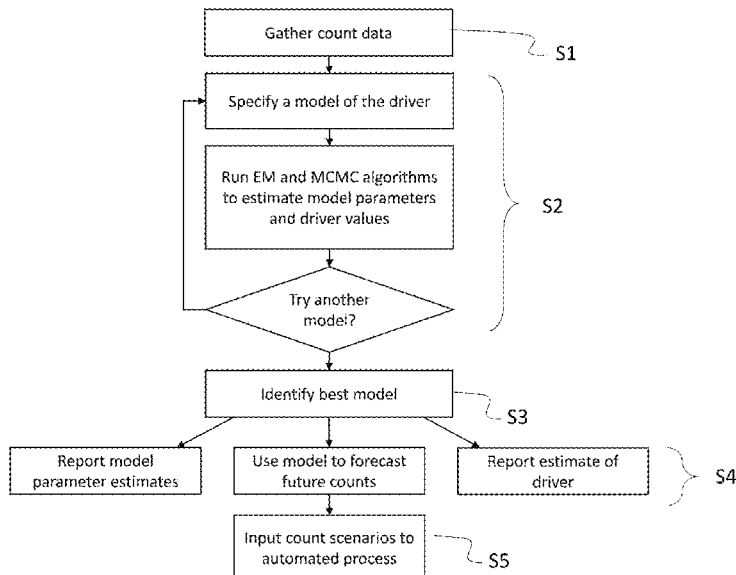 Gather count data
S1
Specify a model of the driver
Run EM and MCMC algorithms
to estimate model parameters
and driver values
S2
Try another
model?
Identify best model
S3
Report model
parameter estimates
Use model to forecast
future counts
Report estimate of
driver
S4
Input count scenarios to
automated process
S5